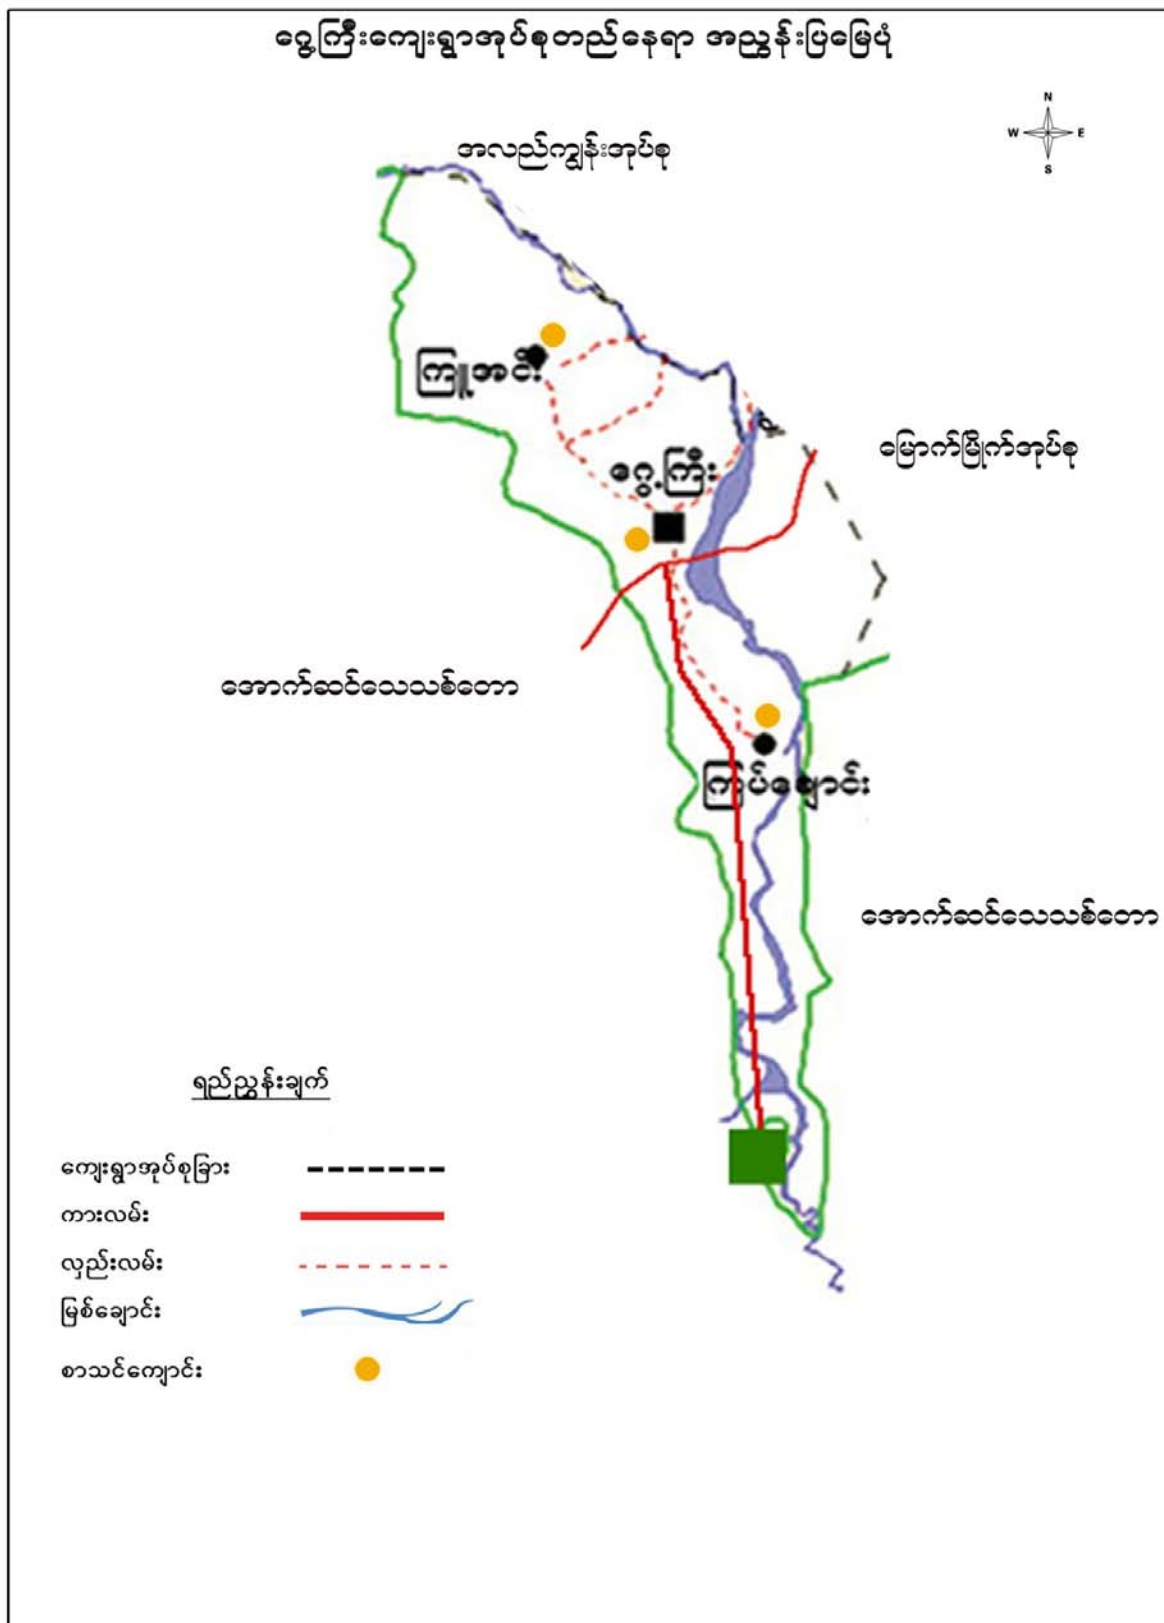 ငွေ့ကြီးကျေးရွာအုပ်စုတည်နေရာ အညွှန်းပြမြေပုံ
N
W E
S
အလည်ကျွန်းအုပ်စု
ကြူအင်း
မြောက်မြိုက်အုပ်စု
ငွေ့ကြီး
အောက်ဆင်သေသစ်တော
ကြပ်ချောင်း
အောက်ဆင်သေသစ်တော
ရည်ညွှန်းချက်
ကျေးရွာအုပ်စုခြား
ကားလမ်း
လှည်းလမ်း
မြစ်ချောင်း
စာသင်ကျောင်း